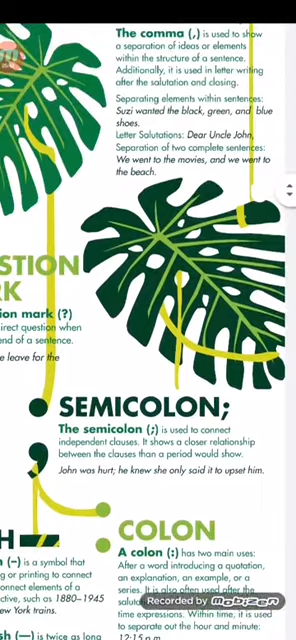 The comma (,) is used to show
a separation of ideas or elements
within the structure of a sentence.
Additionally, it is used in letter writing
after the salutation and closing.
Separating elements within sentences:
Suzi wanted the black, green, and blue
shoes.
Letter Salutations: Dear Uncle John,
Separation of two complete sentences:
We went to the movies, and we went to
the beach.
STION
RK
ion mark (?)
irect question when
end of a sentence.
e leave for the
SEMICOLON;
The semicolon (;) is used to connect
independent clauses. It shows a closer relationship
between the clauses than a period would show.
John was hurt; he knew she only said it to upset him.
H
n (–) is a symbol that
g or printing to connect
onnect elements of a
ctive, such as 1880–1945
ew York trains.
sh (—) is twice as long
COLON
A colon (:) has two main uses:
After a word introducing a quotation,
an explanation, an example, or a
series. It is also often used after the
saluta
time expressions. Within time, it is used
to separate out the hour and minute:
12:15 p.m.
Recorded by Mobizen